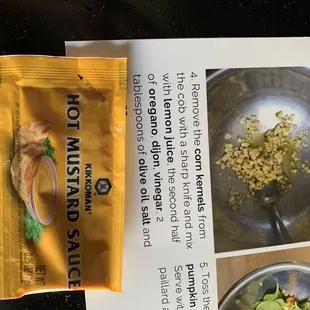 KIKKOMAN®
HOT MUSTARD SAUCE
4. Remove the corn kernels from
the cob with a sharp knife and mix
with lemon juice, the second half
of oregano, dijon, vinegar, 2
tablespoons of olive oil, salt and
5. Toss the
pumpkin
Serve wit
paillard a